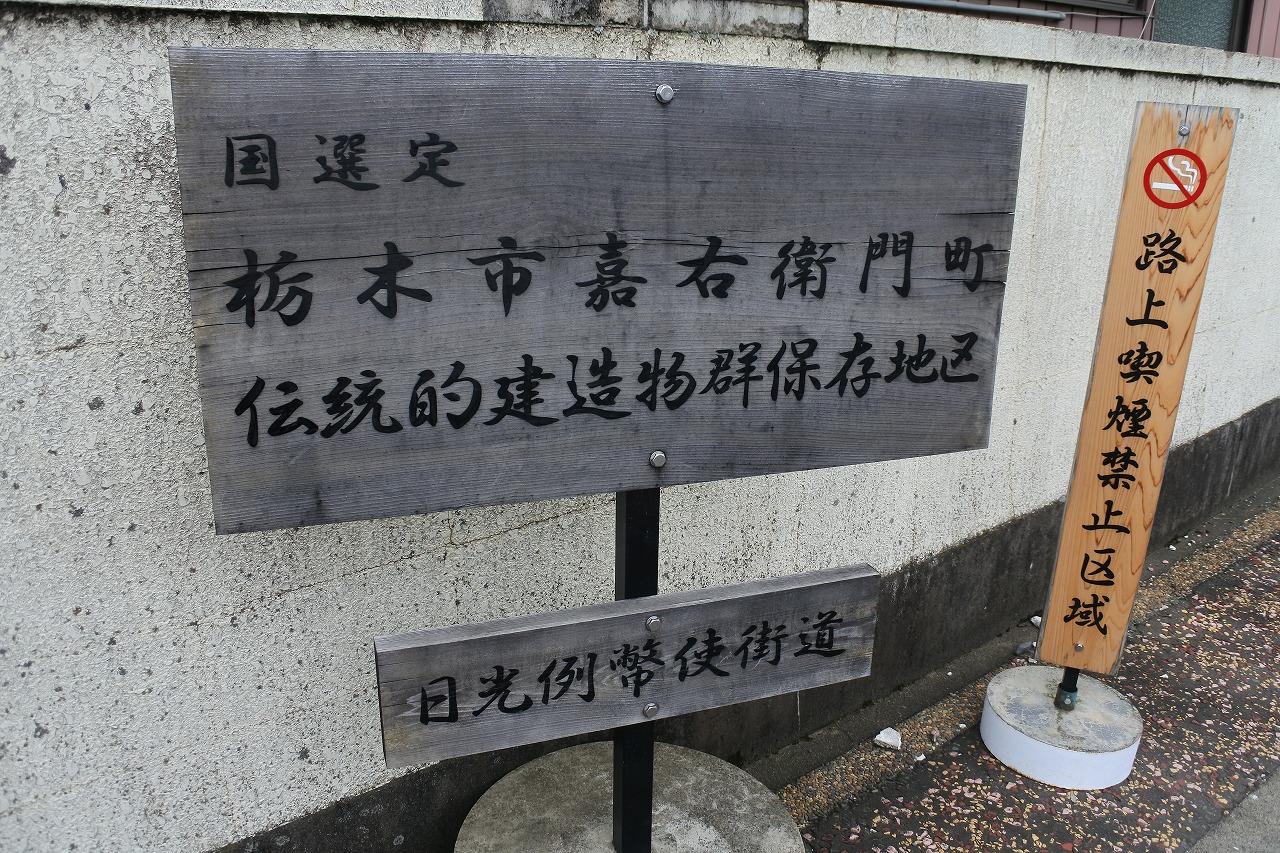 国選定
栃木市嘉右衛門町
伝統的建造物群保存地区
日光例幣使街道
路上喫煙禁止区域